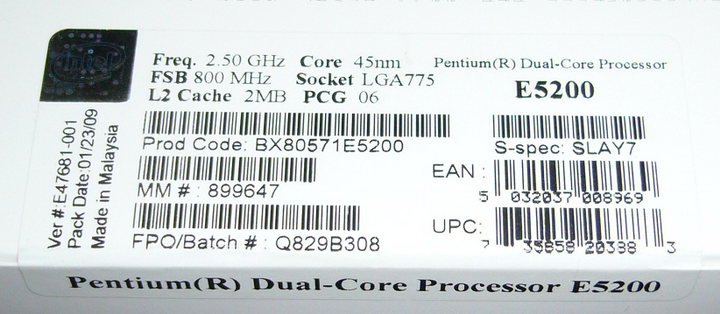 intel
Freq. 2.50 GHz Core 45nm
FSB 800 MHz Socket LGA775
L2 Cache 2MB PCG 06
Pentium(R) Dual-Core Processor
E5200
Prod Code: BX80571E5200
S-spec: SLAY7
MM # : 899647
EAN :
5 032037 008969
FPO/Batch # : Q829B308
UPC:
7 35858 20388 3
Ver #:E47681-001
Pack Date:01/23/09
Made in Malaysia
Pentium(R) Dual-Core Processor E5200